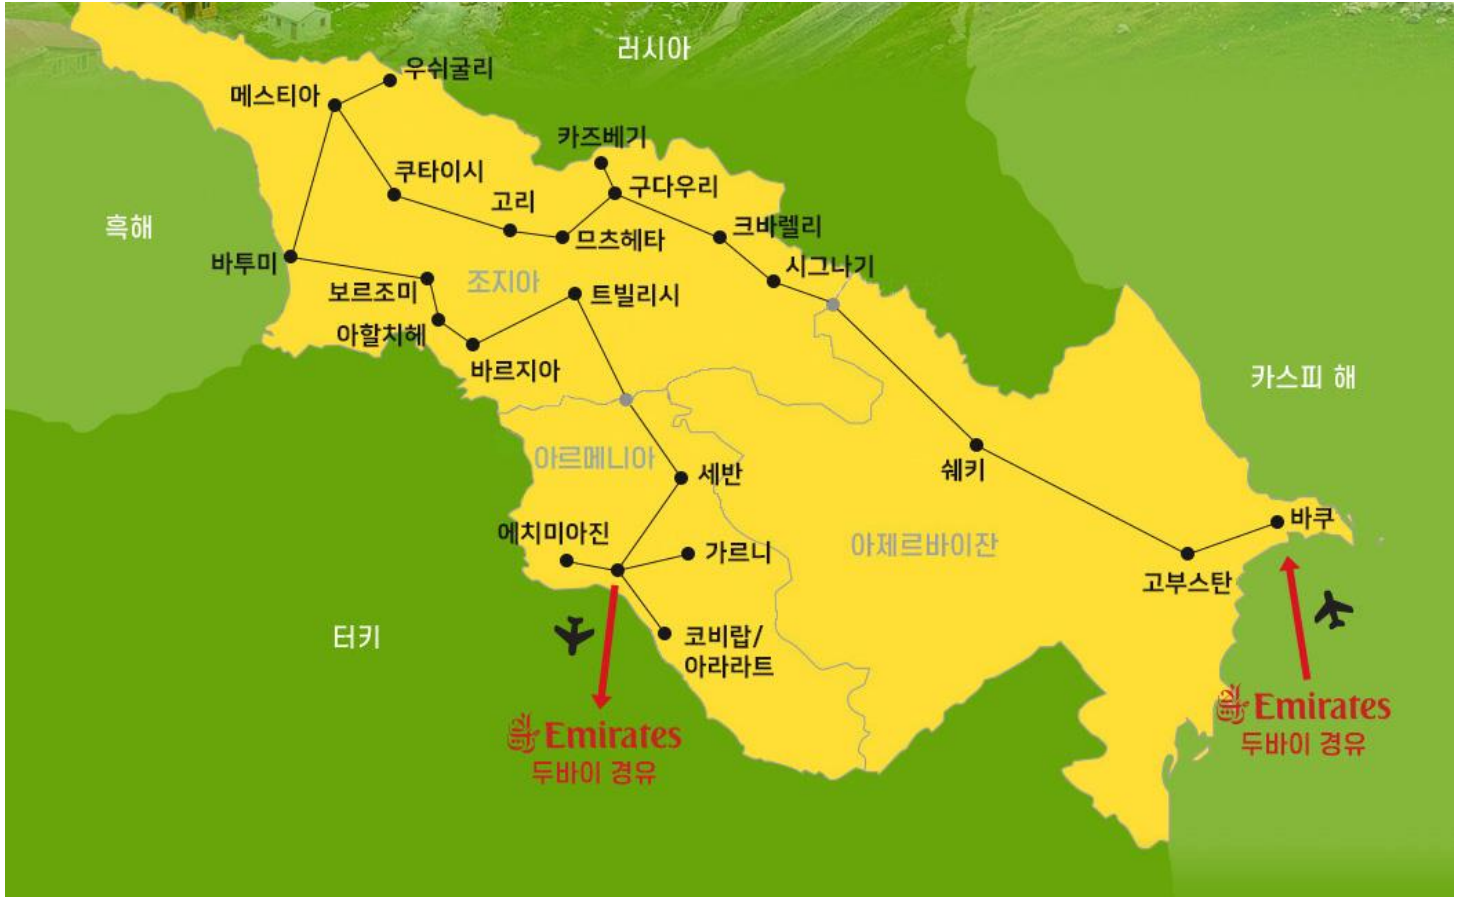 러시아
우쉬굴리
메스티아
카즈베기
쿠타이시
구다우리
고리
흑해
크바렐리
므츠헤타
바투미
시그나기
조지아
보르조미
트빌리시
아할치헤
바르지아
카스피 해
아르메니아
세반
쉐키
바쿠
에치미아진
가르니
아제르바이잔
고부스탄
터키
코비랍/
아라라트
Emirates
두바이 경유
Emirates
두바이 경유